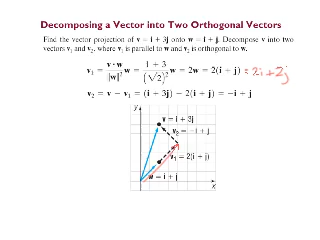 Decomposing a Vector into Two Orthogonal Vectors
Find the vector projection of v = i + 3j onto w = i + j. Decompose v into two
vectors v₁ and v₂, where v₁ is parallel to w and v₂ is orthogonal to w.
v₁ = (v • w)/‖w‖² w = (1 + 3)/(√2)² w = 2w = 2(i + j) = 2i + 2j
v₂ = v − v₁ = (i + 3j) − 2(i + j) = −i + j
y
v = i + 3j
v₂ = −i + j
v₁ = 2(i + j)
w = i + j
x